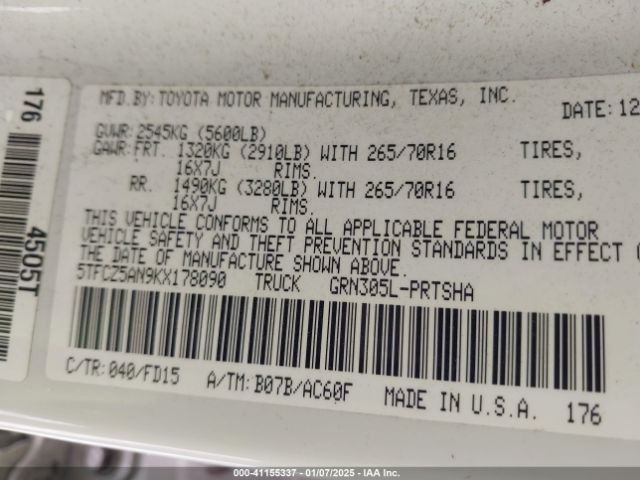 MFD.BY:TOYOTA MOTOR MANUFACTURING, TEXAS, INC.
DATE:12
GVWR:2545KG (5600LB)
GAWR:FRT. 1320KG (2910LB) WITH 265/70R16 TIRES,
16X7J RIMS.
RR. 1490KG (3280LB) WITH 265/70R16 TIRES,
16X7J RIMS.
THIS VEHICLE CONFORMS TO ALL APPLICABLE FEDERAL MOTOR
VEHICLE SAFETY AND THEFT PREVENTION STANDARDS IN EFFECT
THE DATE OF MANUFACTURE SHOWN ABOVE.
5TFCZ5AN9KX178090 TRUCK GRN305L-PRTSHA
C/TR:040/FD15 A/TM:B07B/AC60F MADE IN U.S.A. 176
176 4505T
000-41155337 - 01/07/2025 - IAA Inc.